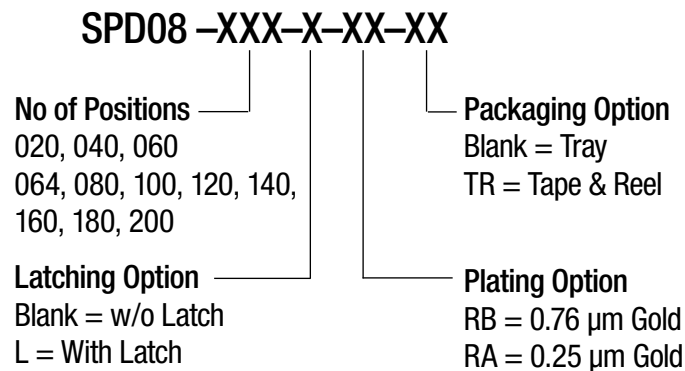 SPD08 –XXX–X–XX–XX
No of Positions
020, 040, 060
064, 080, 100, 120, 140,
160, 180, 200
Latching Option
Blank = w/o Latch
L = With Latch
Packaging Option
Blank = Tray
TR = Tape & Reel
Plating Option
RB = 0.76 µm Gold
RA = 0.25 µm Gold